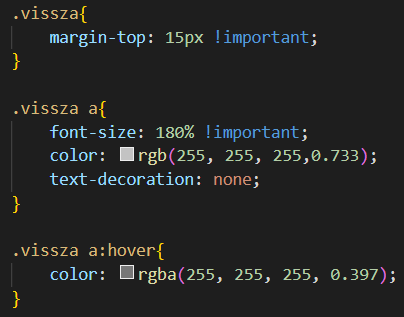 .vissza{
margin-top: 15px !important;
}
.vissza a{
font-size: 180% !important;
color: rgb(255, 255, 255,0.733);
text-decoration: none;
}
.vissza a:hover{
color: rgba(255, 255, 255, 0.397);
}